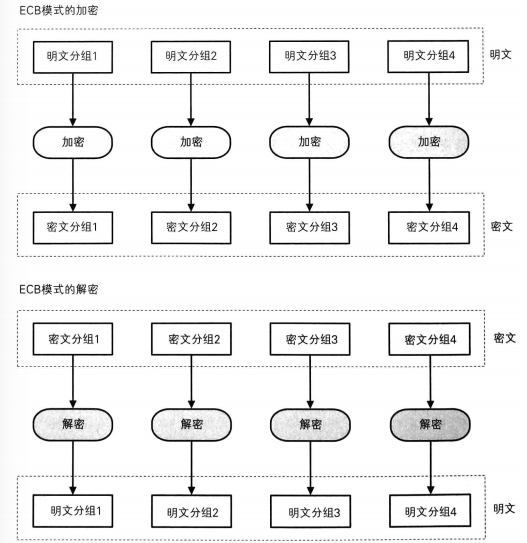 ECB模式的加密
明文分组1 明文分组2 明文分组3 明文分组4 明文
加密 加密 加密 加密
密文分组1 密文分组2 密文分组3 密文分组4 密文
ECB模式的解密
密文分组1 密文分组2 密文分组3 密文分组4 密文
解密 解密 解密 解密
明文分组1 明文分组2 明文分组3 明文分组4 明文